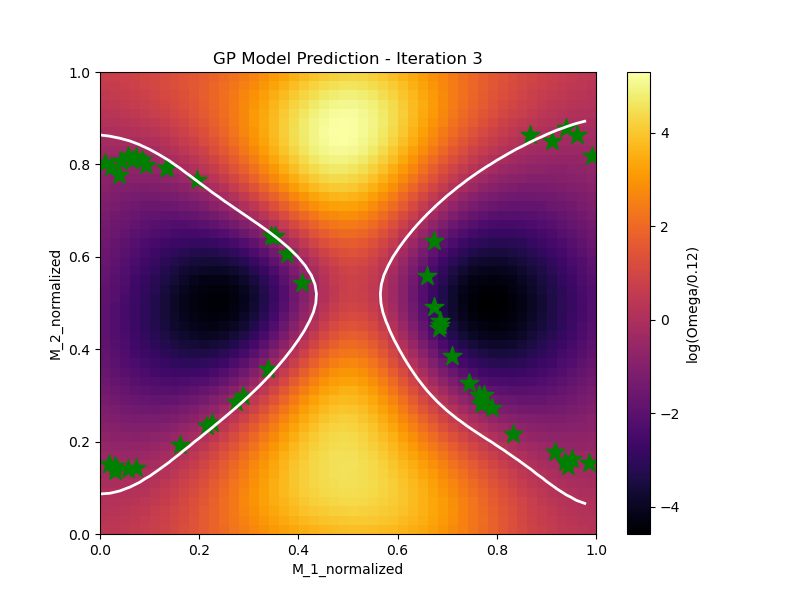 GP Model Prediction - Iteration 3
1.0
0.8
0.6
0.4
0.2
0.0
M_2_normalized
0.0 0.2 0.4 0.6 0.8 1.0
M_1_normalized
4
2
0
−2
−4
log(Omega/0.12)